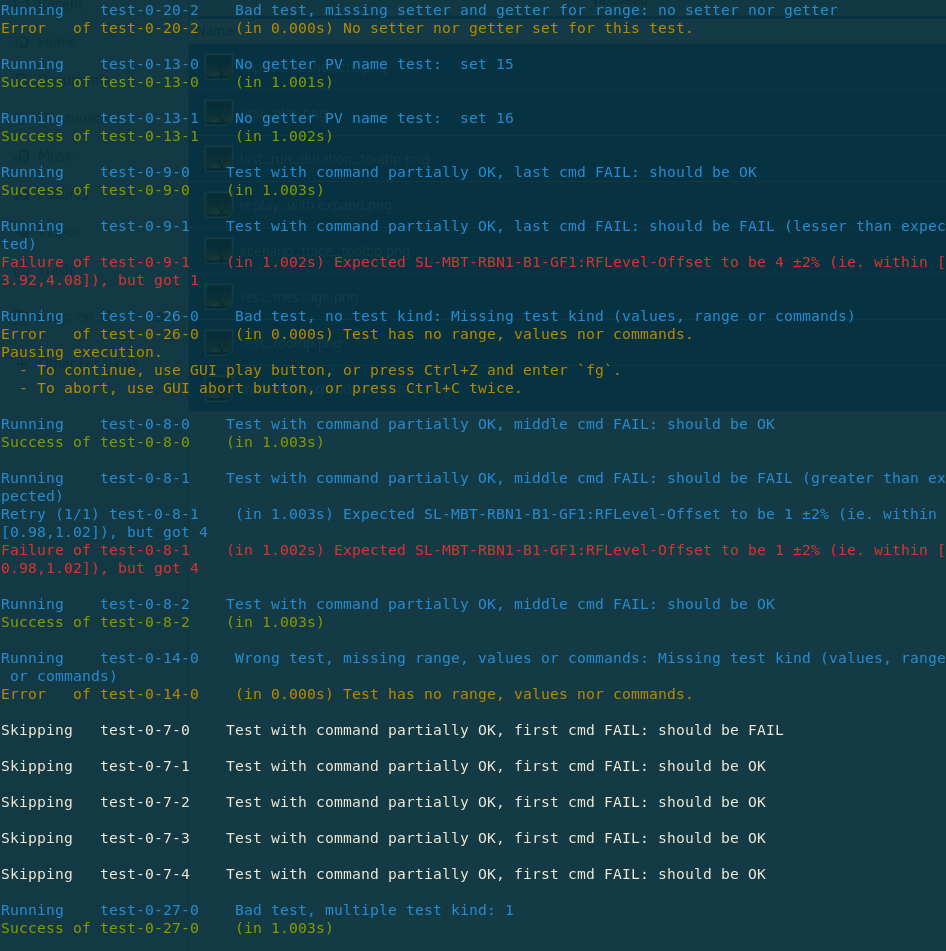 Running    test-0-20-2    Bad test, missing setter and getter for range: no setter nor getter
Error   of test-0-20-2    (in 0.000s) No setter nor getter set for this test.
Running    test-0-13-0    No getter PV name test:  set 15
Success of test-0-13-0    (in 1.001s)
Running    test-0-13-1    No getter PV name test:  set 16
Success of test-0-13-1    (in 1.002s)
Running    test-0-9-0    Test with command partially OK, last cmd FAIL: should be OK
Success of test-0-9-0    (in 1.003s)
Running    test-0-9-1    Test with command partially OK, last cmd FAIL: should be FAIL (lesser than expec
ted)
Failure of test-0-9-1    (in 1.002s) Expected SL-MBT-RBN1-B1-GF1:RFLevel-Offset to be 4 ±2% (ie. within [
3.92,4.08]), but got 1
Running    test-0-26-0    Bad test, no test kind: Missing test kind (values, range or commands)
Error   of test-0-26-0    (in 0.000s) Test has no range, values nor commands.
Pausing execution.
  - To continue, use GUI play button, or press Ctrl+Z and enter `fg`.
  - To abort, use GUI abort button, or press Ctrl+C twice.
Running    test-0-8-0    Test with command partially OK, middle cmd FAIL: should be OK
Success of test-0-8-0    (in 1.003s)
Running    test-0-8-1    Test with command partially OK, middle cmd FAIL: should be FAIL (greater than ex
pected)
Retry (1/1) test-0-8-1    (in 1.003s) Expected SL-MBT-RBN1-B1-GF1:RFLevel-Offset to be 1 ±2% (ie. within
[0.98,1.02]), but got 4
Failure of test-0-8-1    (in 1.002s) Expected SL-MBT-RBN1-B1-GF1:RFLevel-Offset to be 1 ±2% (ie. within [
0.98,1.02]), but got 4
Running    test-0-8-2    Test with command partially OK, middle cmd FAIL: should be OK
Success of test-0-8-2    (in 1.003s)
Running    test-0-14-0    Wrong test, missing range, values or commands: Missing test kind (values, range
 or commands)
Error   of test-0-14-0    (in 0.000s) Test has no range, values nor commands.
Skipping   test-0-7-0    Test with command partially OK, first cmd FAIL: should be FAIL
Skipping   test-0-7-1    Test with command partially OK, first cmd FAIL: should be OK
Skipping   test-0-7-2    Test with command partially OK, first cmd FAIL: should be OK
Skipping   test-0-7-3    Test with command partially OK, first cmd FAIL: should be OK
Skipping   test-0-7-4    Test with command partially OK, first cmd FAIL: should be OK
Running    test-0-27-0    Bad test, multiple test kind: 1
Success of test-0-27-0    (in 1.003s)
Name
Home
Music
last_run_duration_tooltip.png
replay_with expand.png
scenario_trace_tooltip.png
test_message.png